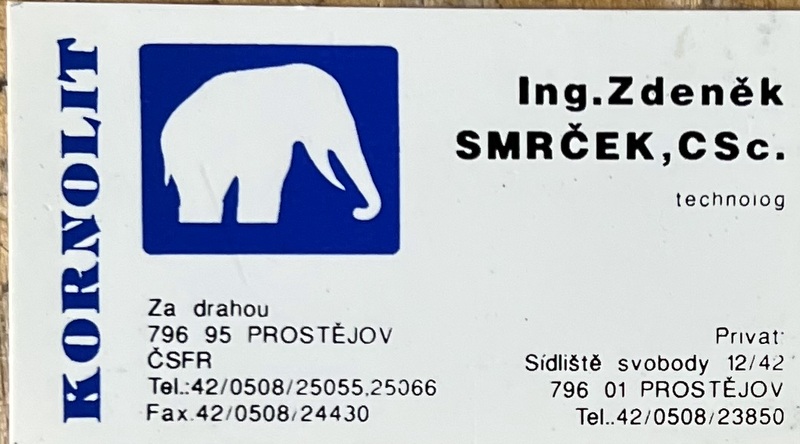 KORNOLIT
Ing.Zdeněk
SMRČEK,CSc.
technolog
Za drahou
796 95 PROSTĚJOV
ČSFR
Tel.:42/0508/25055,25066
Fax.42/0508/24430
Privat:
Sídliště svobody 12/42
796 01 PROSTĚJOV
Tel..42/0508/23850